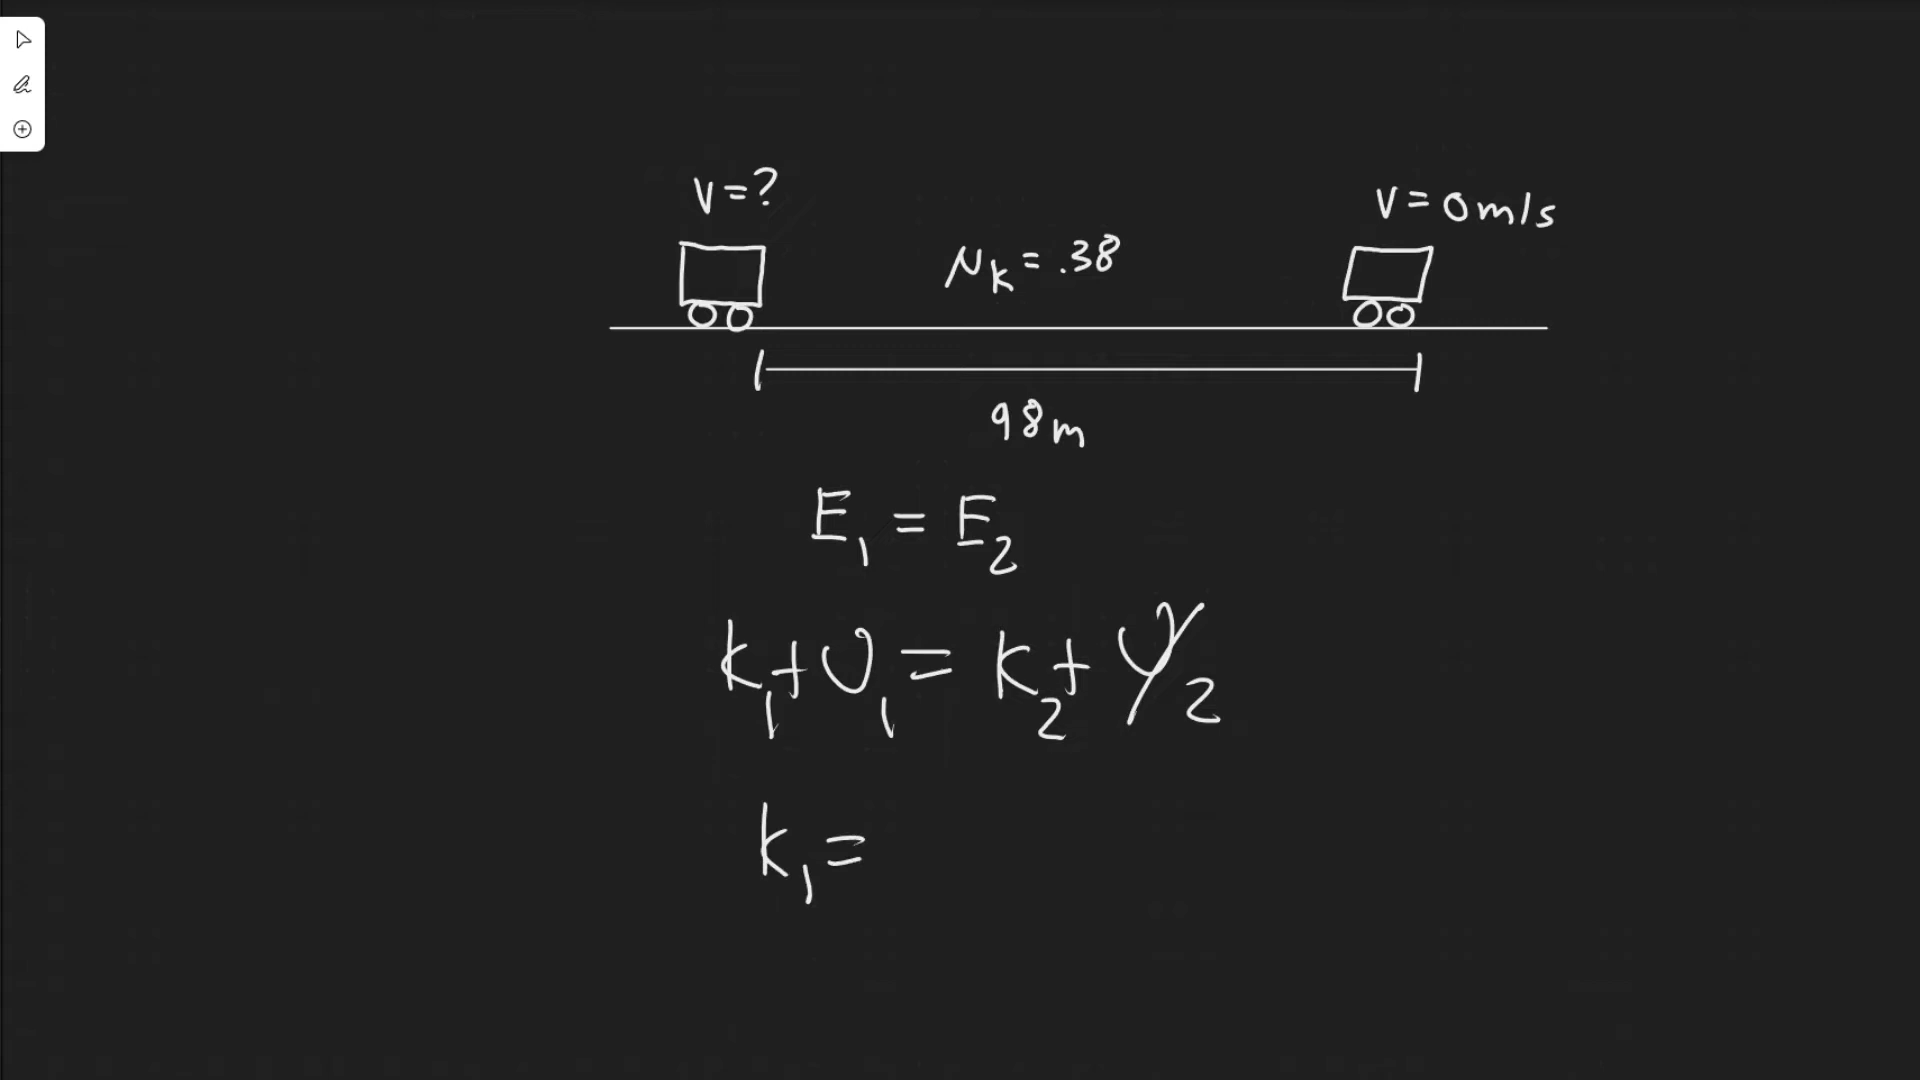 v=?
v=0m/s
μk=.38
98m
E1=E2
k1+U1=k2+U2
k1=